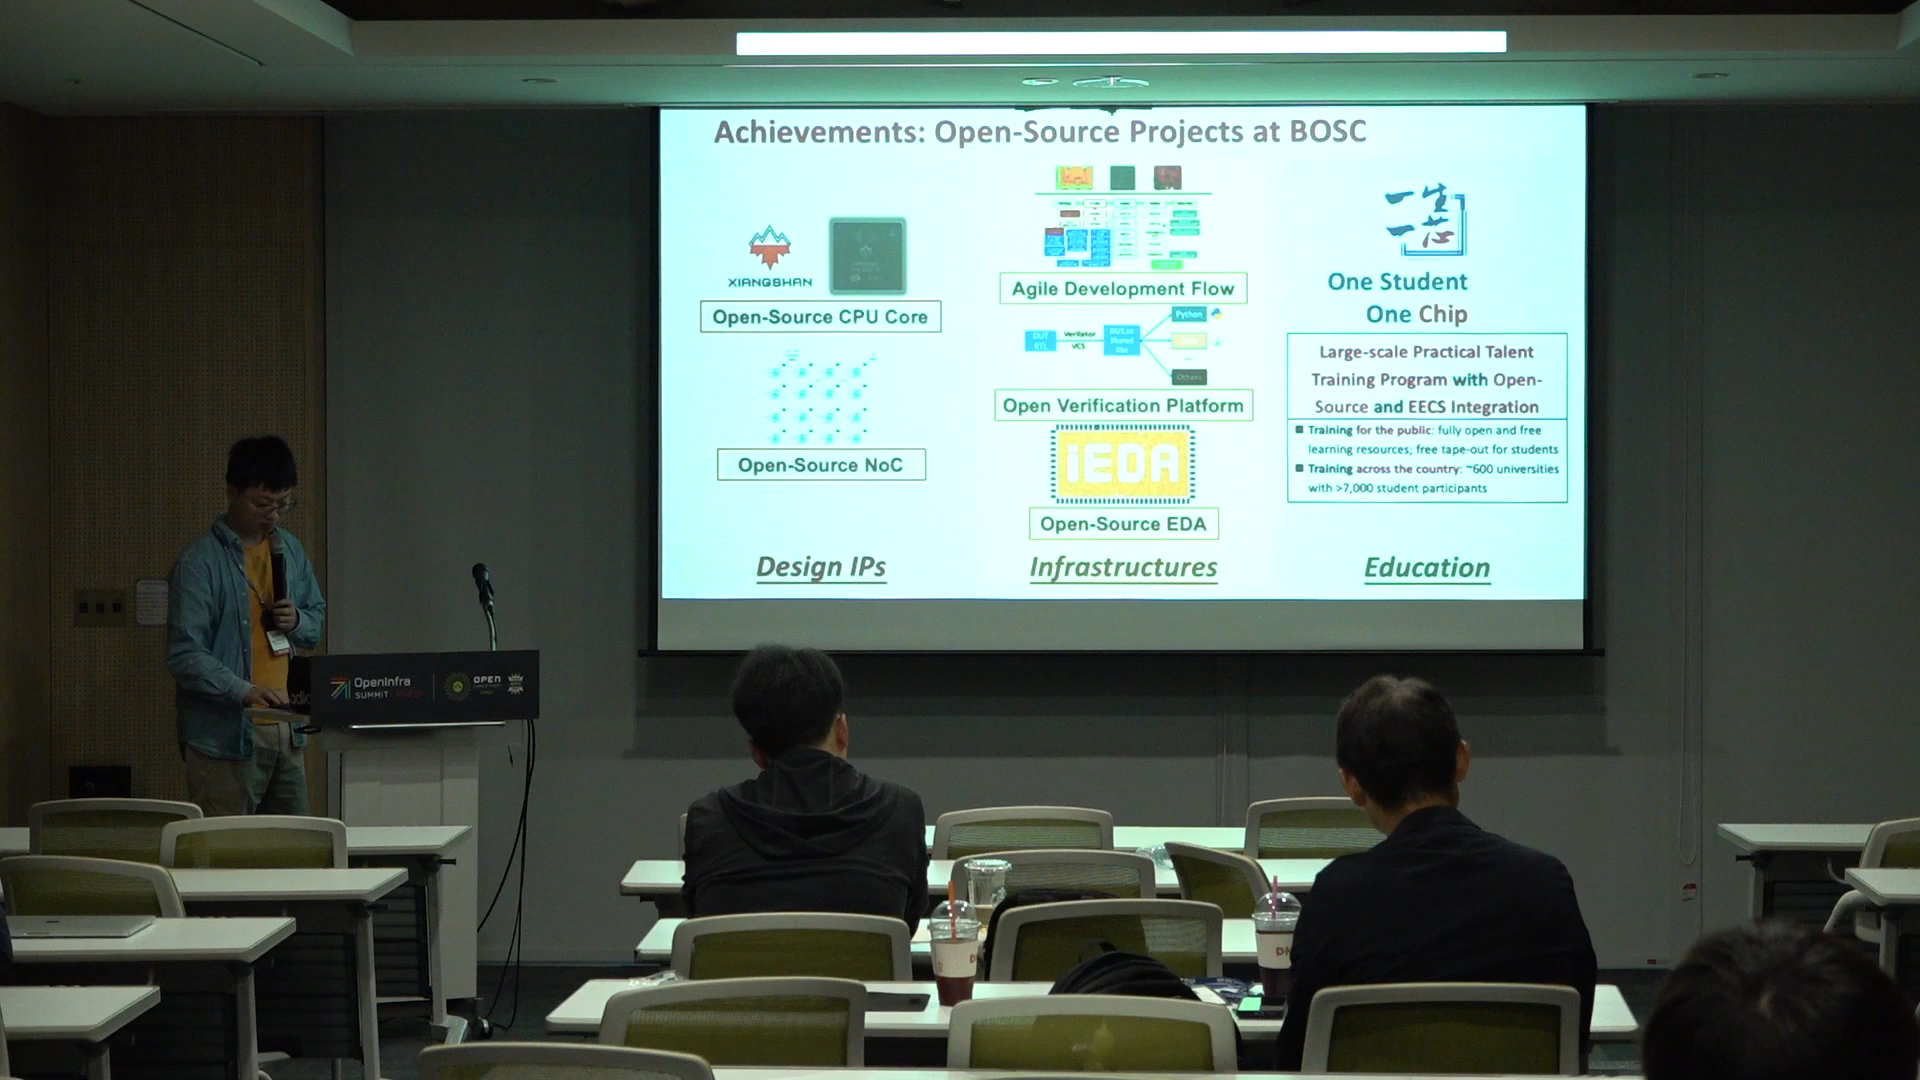 Achievements: Open-Source Projects at BOSC
XIANGSHAN
Open-Source CPU Core
Open-Source NoC
Design IPs
Agile Development Flow
DUT
RTL
Verilator
VCS
Python
Others
Open Verification Platform
iEDA
Open-Source EDA
Infrastructures
一生
一芯
One Student
One Chip
Large-scale Practical Talent
Training Program with Open-
Source and EECS Integration
Training for the public: fully open and free
learning resources; free tape-out for students
Training across the country: ~600 universities
with >7,000 student participants
Education
OpenInfra
SUMMIT
OPEN